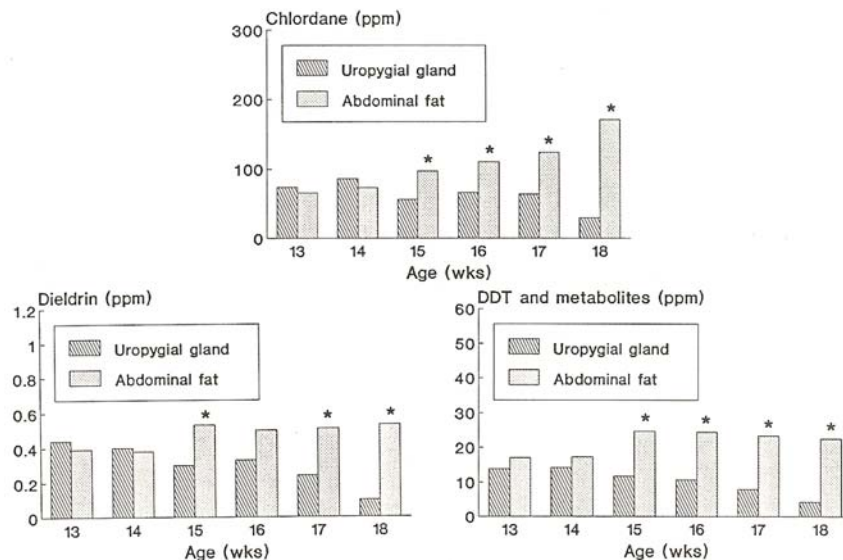 Chlordane (ppm)
300
200
100
0
Uropygial gland
Abdominal fat
* * * *
13 14 15 16 17 18
Age (wks)
Dieldrin (ppm)
1.2
1
0.8
0.6
0.4
0.2
0
Uropygial gland
Abdominal fat
* * *
13 14 15 16 17 18
Age (wks)
DDT and metabolites (ppm)
60
50
40
30
20
10
0
Uropygial gland
Abdominal fat
* * * *
13 14 15 16 17 18
Age (wks)